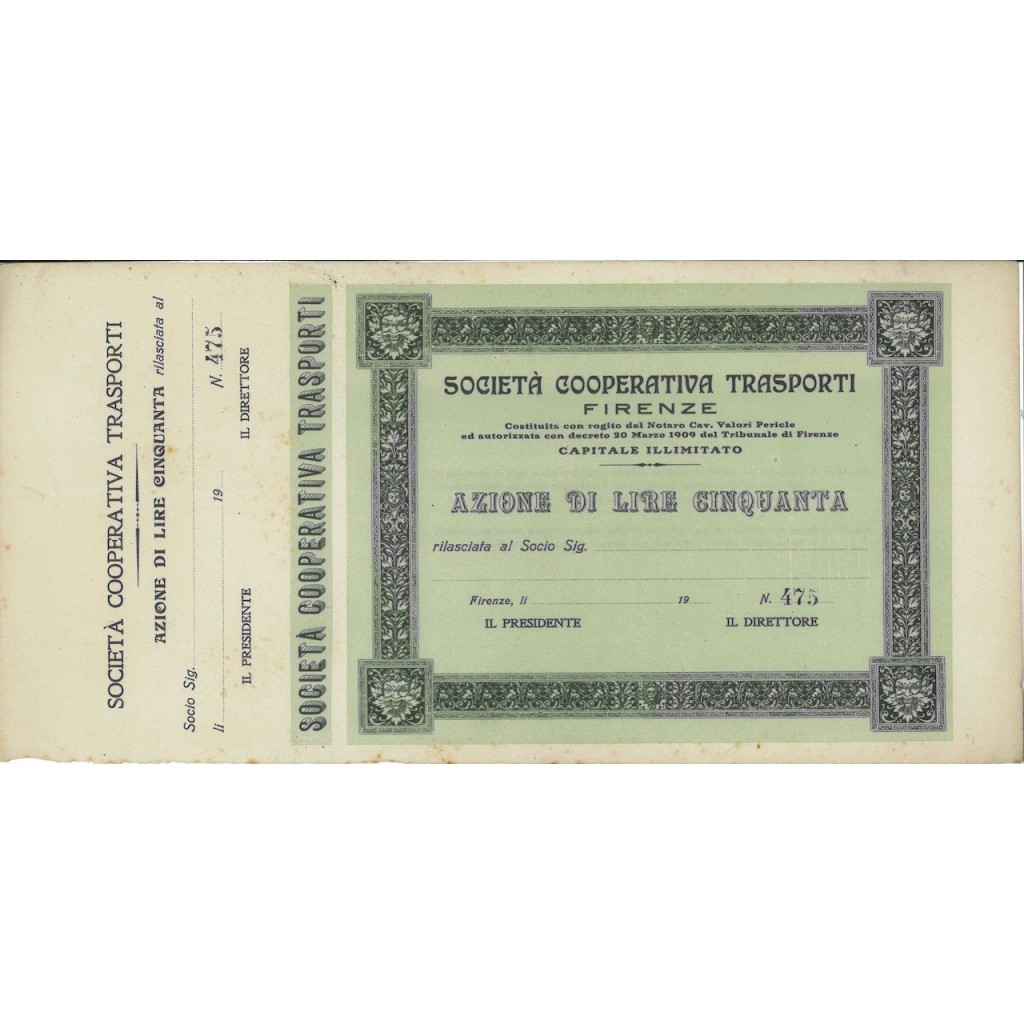 SOCIETÀ COOPERATIVA TRASPORTI
AZIONE DI LIRE CINQUANTA rilasciata al
Socio Sig.
li 19 N. 475
IL PRESIDENTE IL DIRETTORE
SOCIETÀ COOPERATIVA TRASPORTI
SOCIETÀ COOPERATIVA TRASPORTI
FIRENZE
Costituita con rogito del Notaro Cav. Valori Pericle
ed autorizzata con decreto 20 Marzo 1909 del Tribunale di Firenze
CAPITALE ILLIMITATO
AZIONE DI LIRE CINQUANTA
rilasciata al Socio Sig.
Firenze, li 19 N. 475
IL PRESIDENTE IL DIRETTORE